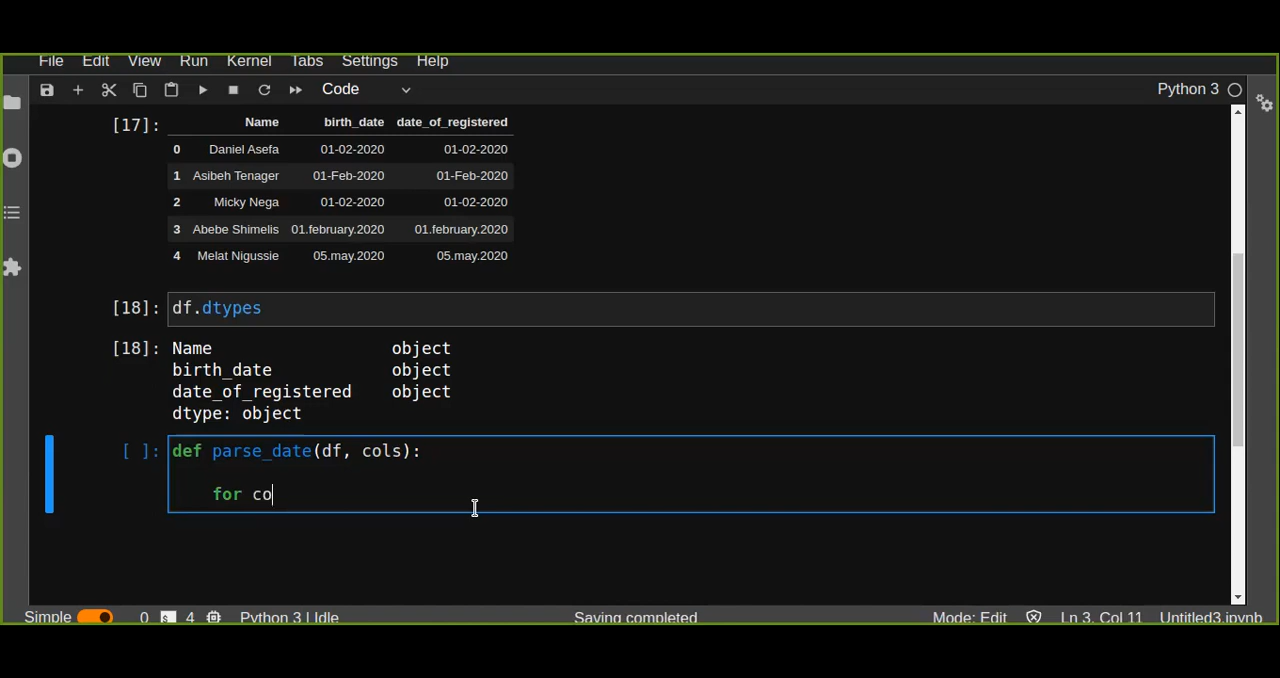 File Edit View Run Kernel Tabs Settings Help
Code Python 3
[17]: Name birth_date date_of_registered
0 Daniel Asefa 01-02-2020 01-02-2020
1 Asibeh Tenager 01-Feb-2020 01-Feb-2020
2 Micky Nega 01-02-2020 01-02-2020
3 Abebe Shimelis 01.february.2020 01.february.2020
4 Melat Nigussie 05.may.2020 05.may.2020
[18]: df.dtypes
[18]: Name object
birth_date object
date_of_registered object
dtype: object
[ ]: def parse_date(df, cols):
for co
Simple 0 $ 4 Python 3 | Idle Saving completed Mode: Edit Ln 3, Col 11 Untitled3.ipynb